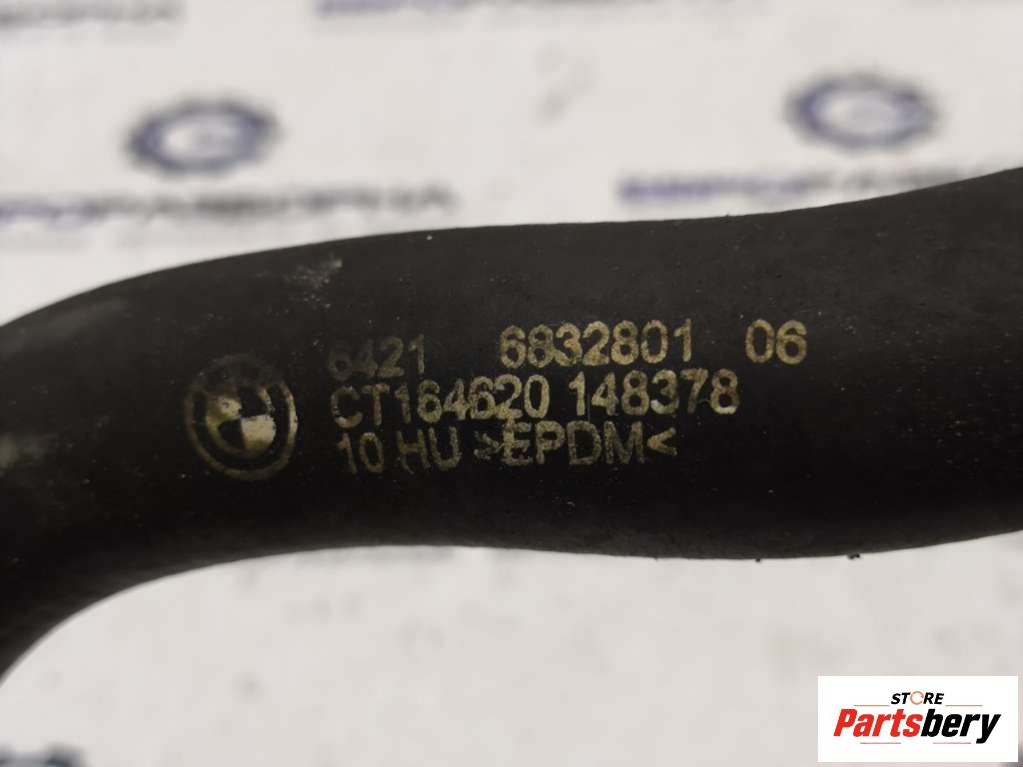 6421 6832801 06
CT164620 148378
10 HU >EPDM<
STORE
Partsbery